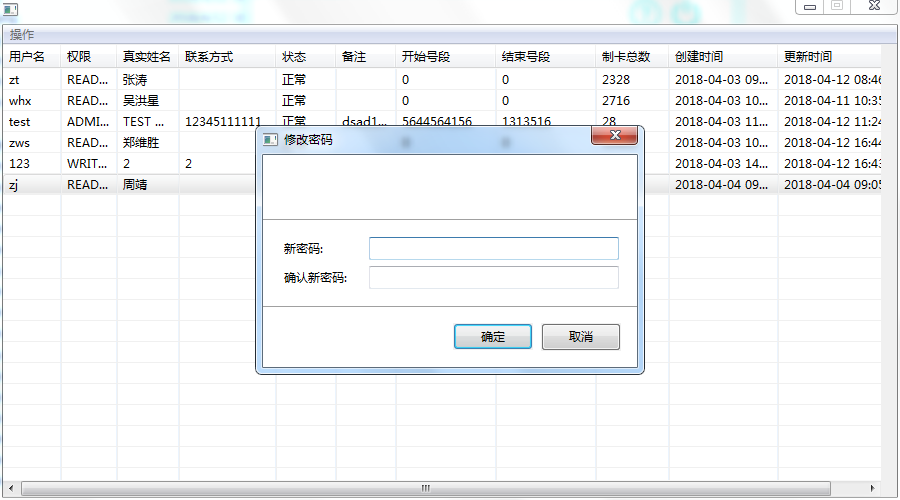 操作
用户名 权限 真实姓名 联系方式 状态 备注 开始号段 结束号段 制卡总数 创建时间 更新时间
zt READ... 张涛 正常 0 0 2328 2018-04-03 09... 2018-04-12 08:46
whx READ... 吴洪星 正常 0 0 2716 2018-04-03 10... 2018-04-11 10:35
test ADMI... TEST ... 12345111111 正常 dsad1... 5644564156 1313516 28 2018-04-03 11... 2018-04-12 11:24
zws READ... 郑维胜 2018-04-03 10... 2018-04-12 16:44
123 WRIT... 2 2 2018-04-03 14... 2018-04-12 16:43
zj READ... 周靖 2018-04-04 09... 2018-04-04 09:05
修改密码
新密码:
确认新密码:
确定 取消